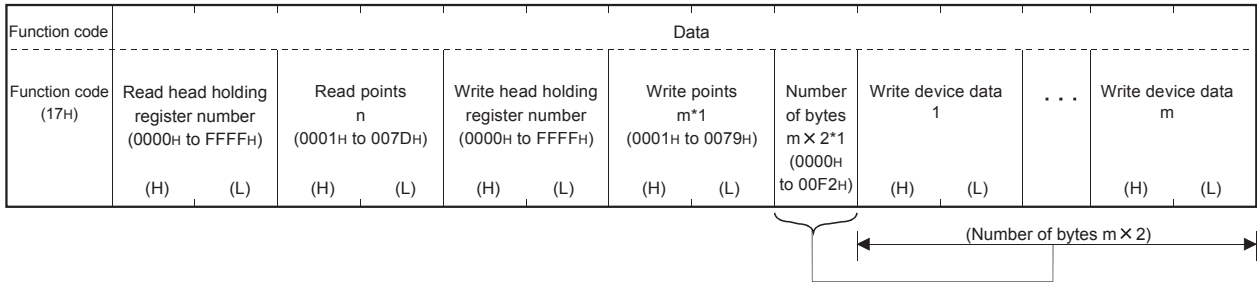 Function code
Data
Function code
(17H)
Read head holding
register number
(0000H to FFFFH)
(H) (L)
Read points
n
(0001H to 007DH)
(H) (L)
Write head holding
register number
(0000H to FFFFH)
(H) (L)
Write points
m*1
(0001H to 0079H)
(H) (L)
Number
of bytes
m × 2*1
(0000H
to 00F2H)
Write device data
1
(H) (L)
. . .
Write device data
m
(H) (L)
(Number of bytes m × 2)